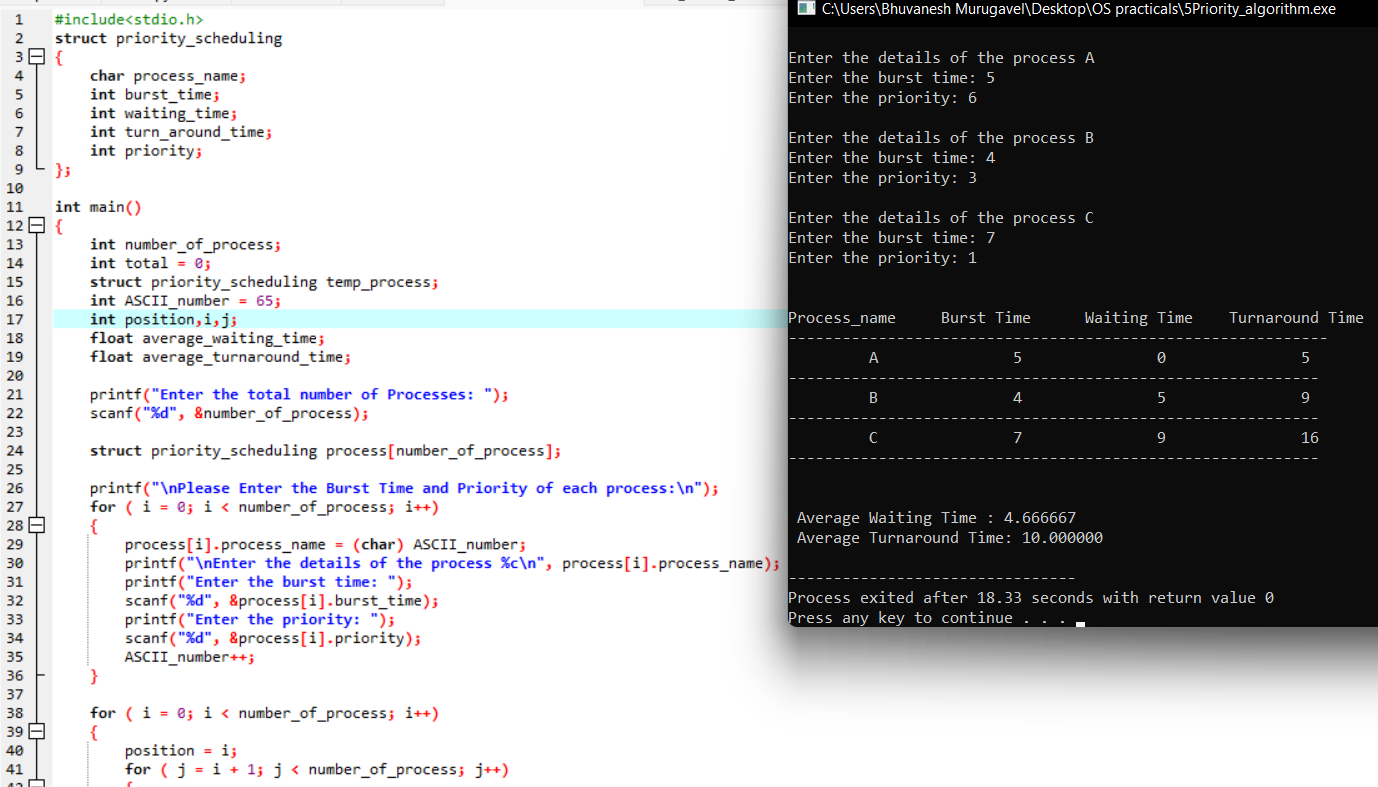 1 #include<stdio.h>
2 struct priority_scheduling
3 {
4 char process_name;
5 int burst_time;
6 int waiting_time;
7 int turn_around_time;
8 int priority;
9 };
10
11 int main()
12 {
13 int number_of_process;
14 int total = 0;
15 struct priority_scheduling temp_process;
16 int ASCII_number = 65;
17 int position,i,j;
18 float average_waiting_time;
19 float average_turnaround_time;
20
21 printf("Enter the total number of Processes: ");
22 scanf("%d", &number_of_process);
23
24 struct priority_scheduling process[number_of_process];
25
26 printf("\nPlease Enter the Burst Time and Priority of each process:\n");
27 for ( i = 0; i < number_of_process; i++)
28 {
29 process[i].process_name = (char) ASCII_number;
30 printf("\nEnter the details of the process %c\n", process[i].process_name);
31 printf("Enter the burst time: ");
32 scanf("%d", &process[i].burst_time);
33 printf("Enter the priority: ");
34 scanf("%d", &process[i].priority);
35 ASCII_number++;
36 }
37
38 for ( i = 0; i < number_of_process; i++)
39 {
40 position = i;
41 for ( j = i + 1; j < number_of_process; j++)
C:\Users\Bhuvanesh Murugavel\Desktop\OS practicals\5Priority_algorithm.exe
Enter the details of the process A
Enter the burst time: 5
Enter the priority: 6
Enter the details of the process B
Enter the burst time: 4
Enter the priority: 3
Enter the details of the process C
Enter the burst time: 7
Enter the priority: 1
Process_name Burst Time Waiting Time Turnaround Time
------------------------------------------------------------
A 5 0 5
-----------------------------------------------------------
B 4 5 9
-----------------------------------------------------------
C 7 9 16
-----------------------------------------------------------
Average Waiting Time : 4.666667
Average Turnaround Time: 10.000000
--------------------------------
Process exited after 18.33 seconds with return value 0
Press any key to continue . . .